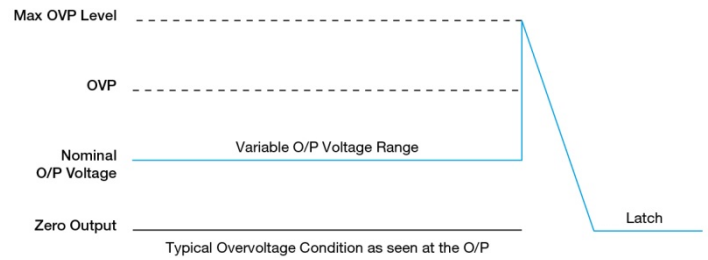 Max OVP Level
OVP
Variable O/P Voltage Range
Nominal
O/P Voltage
Latch
Zero Output
Typical Overvoltage Condition as seen at the O/P